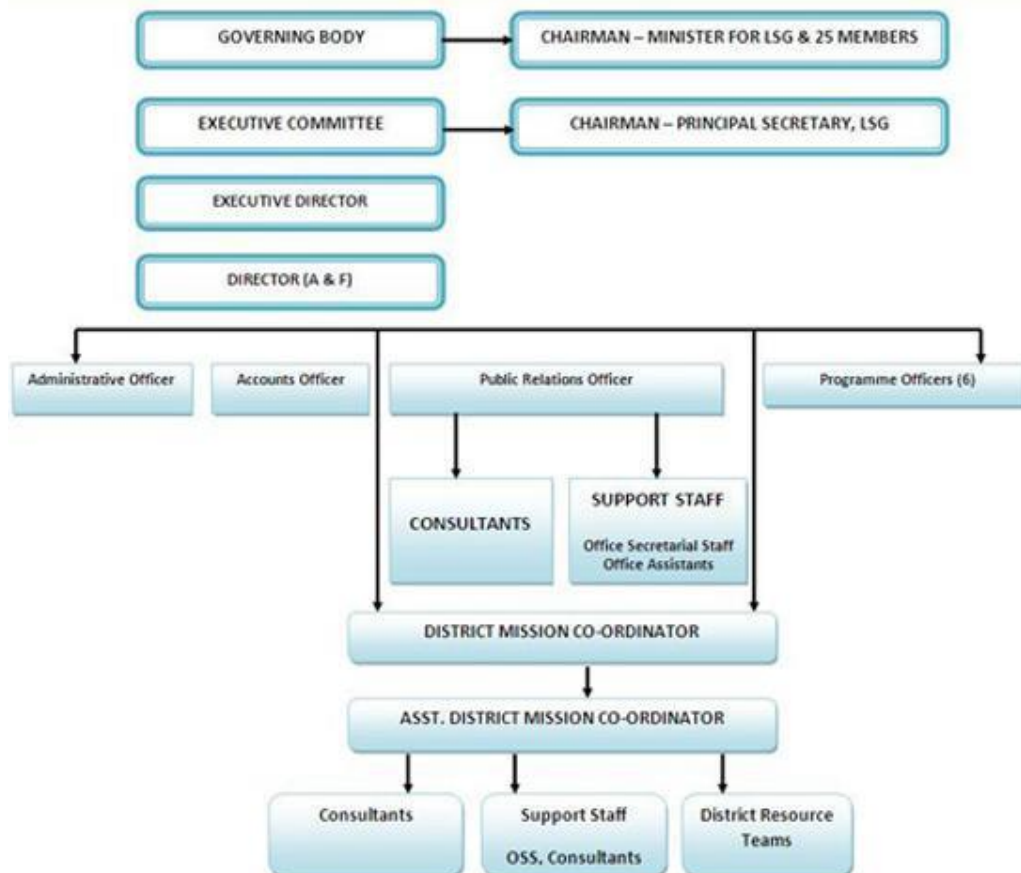 GOVERNING BODY
CHAIRMAN – MINISTER FOR LSG & 25 MEMBERS
EXECUTIVE COMMITTEE
CHAIRMAN – PRINCIPAL SECRETARY, LSG
EXECUTIVE DIRECTOR
DIRECTOR (A & F)
Administrative Officer
Accounts Officer
Public Relations Officer
Programme Officers (6)
CONSULTANTS
SUPPORT STAFF
Office Secretarial Staff
Office Assistants
DISTRICT MISSION CO-ORDINATOR
ASST. DISTRICT MISSION CO-ORDINATOR
Consultants
Support Staff
OSS, Consultants
District Resource
Teams